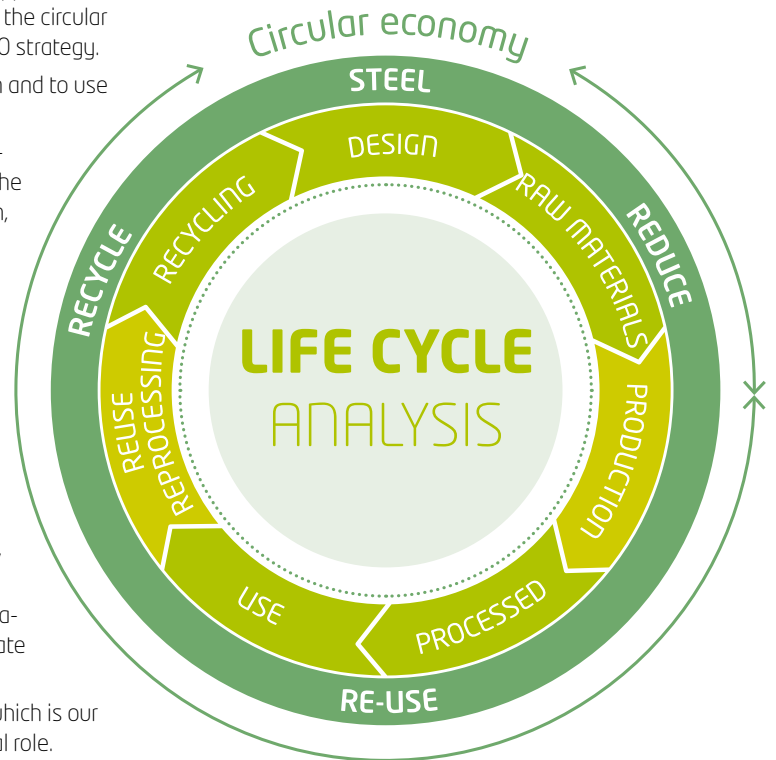 the circular
O strategy.
and to use
he
Circular economy
STEEL
REDUCE
RE-USE
RECYCLE
DESIGN
RAW MATERIALS
PRODUCTION
PROCESSED
USE
REUSE
REPROCESSING
RECYCLING
LIFE CYCLE
ANALYSIS
a-
ate
which is our
al role.